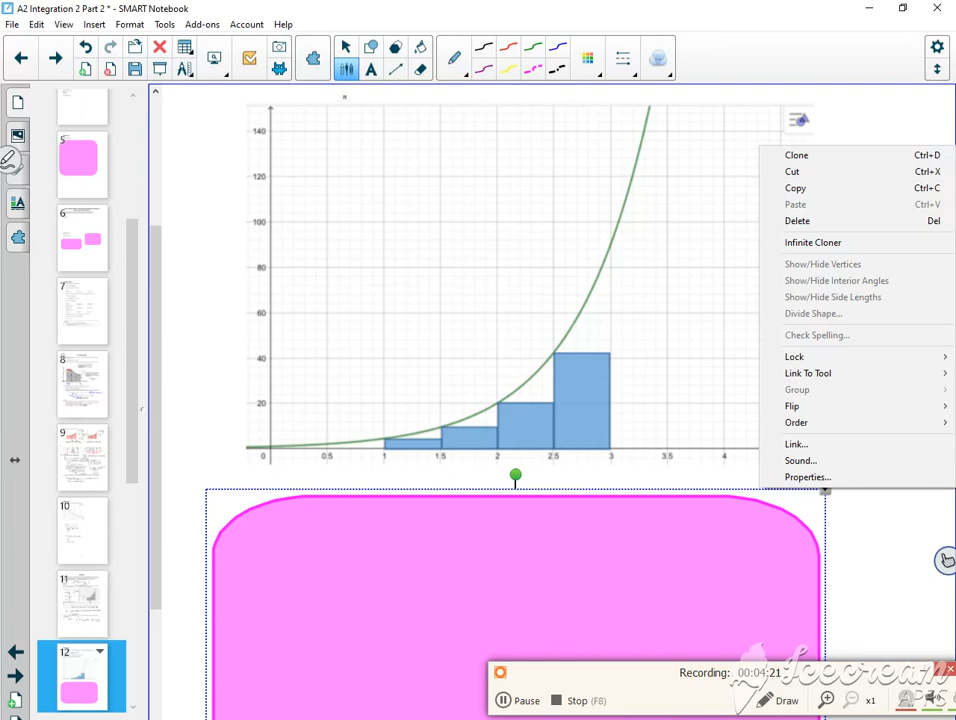 A2 Integration 2 Part 2 * - SMART Notebook
File Edit View Insert Format Tools Add-ons Account Help
5
6
7
8
9
10
11
12
140
120
100
80
60
40
20
0 0.5 1 1.5 2 2.5 3 3.5 4
Clone Ctrl+D
Cut Ctrl+X
Copy Ctrl+C
Paste Ctrl+V
Delete Del
Infinite Cloner
Show/Hide Vertices
Show/Hide Interior Angles
Show/Hide Side Lengths
Divide Shape...
Check Spelling...
Lock
Link To Tool
Group
Flip
Order
Link...
Sound...
Properties...
Recording: 00:04:21
Icecream
APPS
Pause Stop (F8) Draw x1